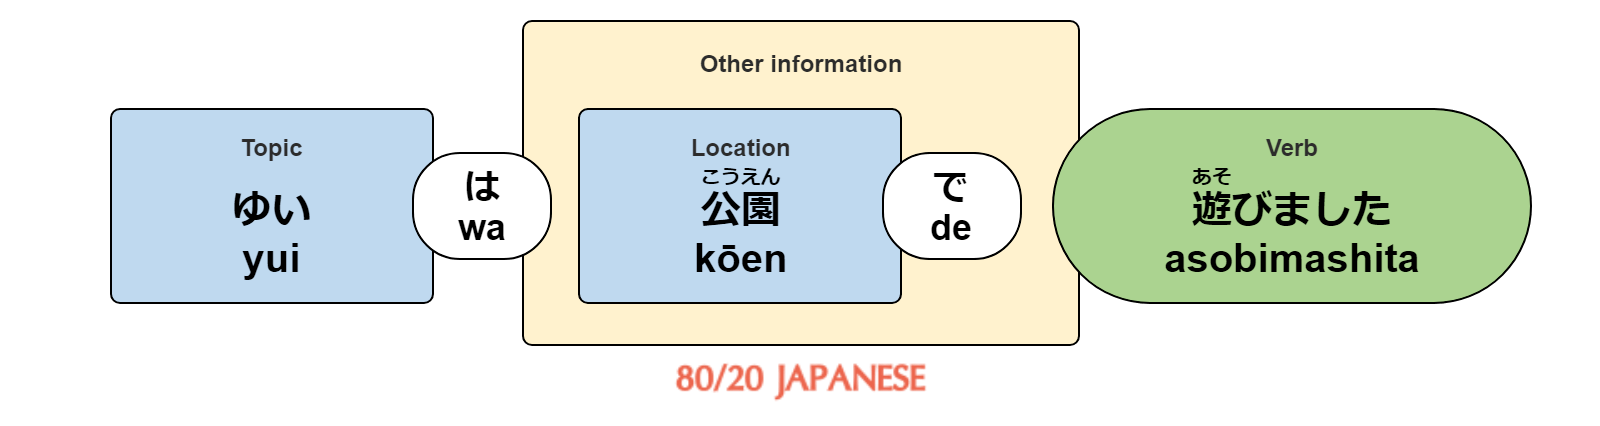 Other information
Topic
ゆい
yui
は
wa
Location
こうえん
公園
kōen
で
de
Verb
あそ
遊びました
asobimashita
80/20 JAPANESE